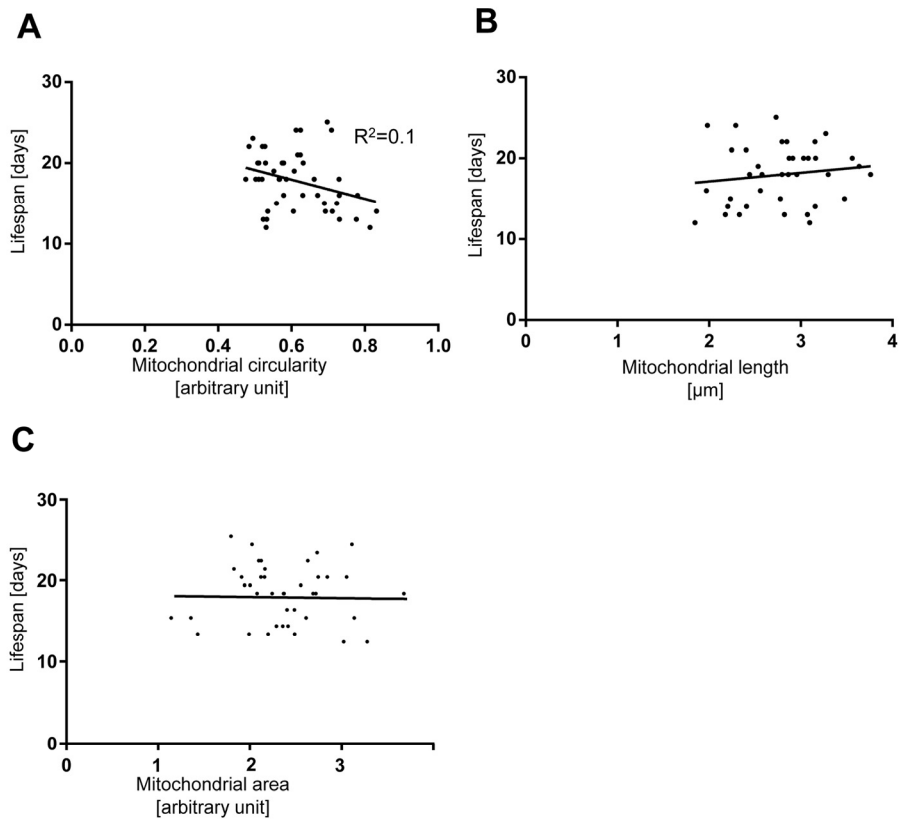 A
30
20
10
0
Lifespan [days]
R²=0.1
0.0 0.2 0.4 0.6 0.8 1.0
Mitochondrial circularity
[arbitrary unit]
B
30
20
10
0
Lifespan [days]
0 1 2 3 4
Mitochondrial length
[µm]
C
30
20
10
0
Lifespan [days]
0 1 2 3
Mitochondrial area
[arbitrary unit]